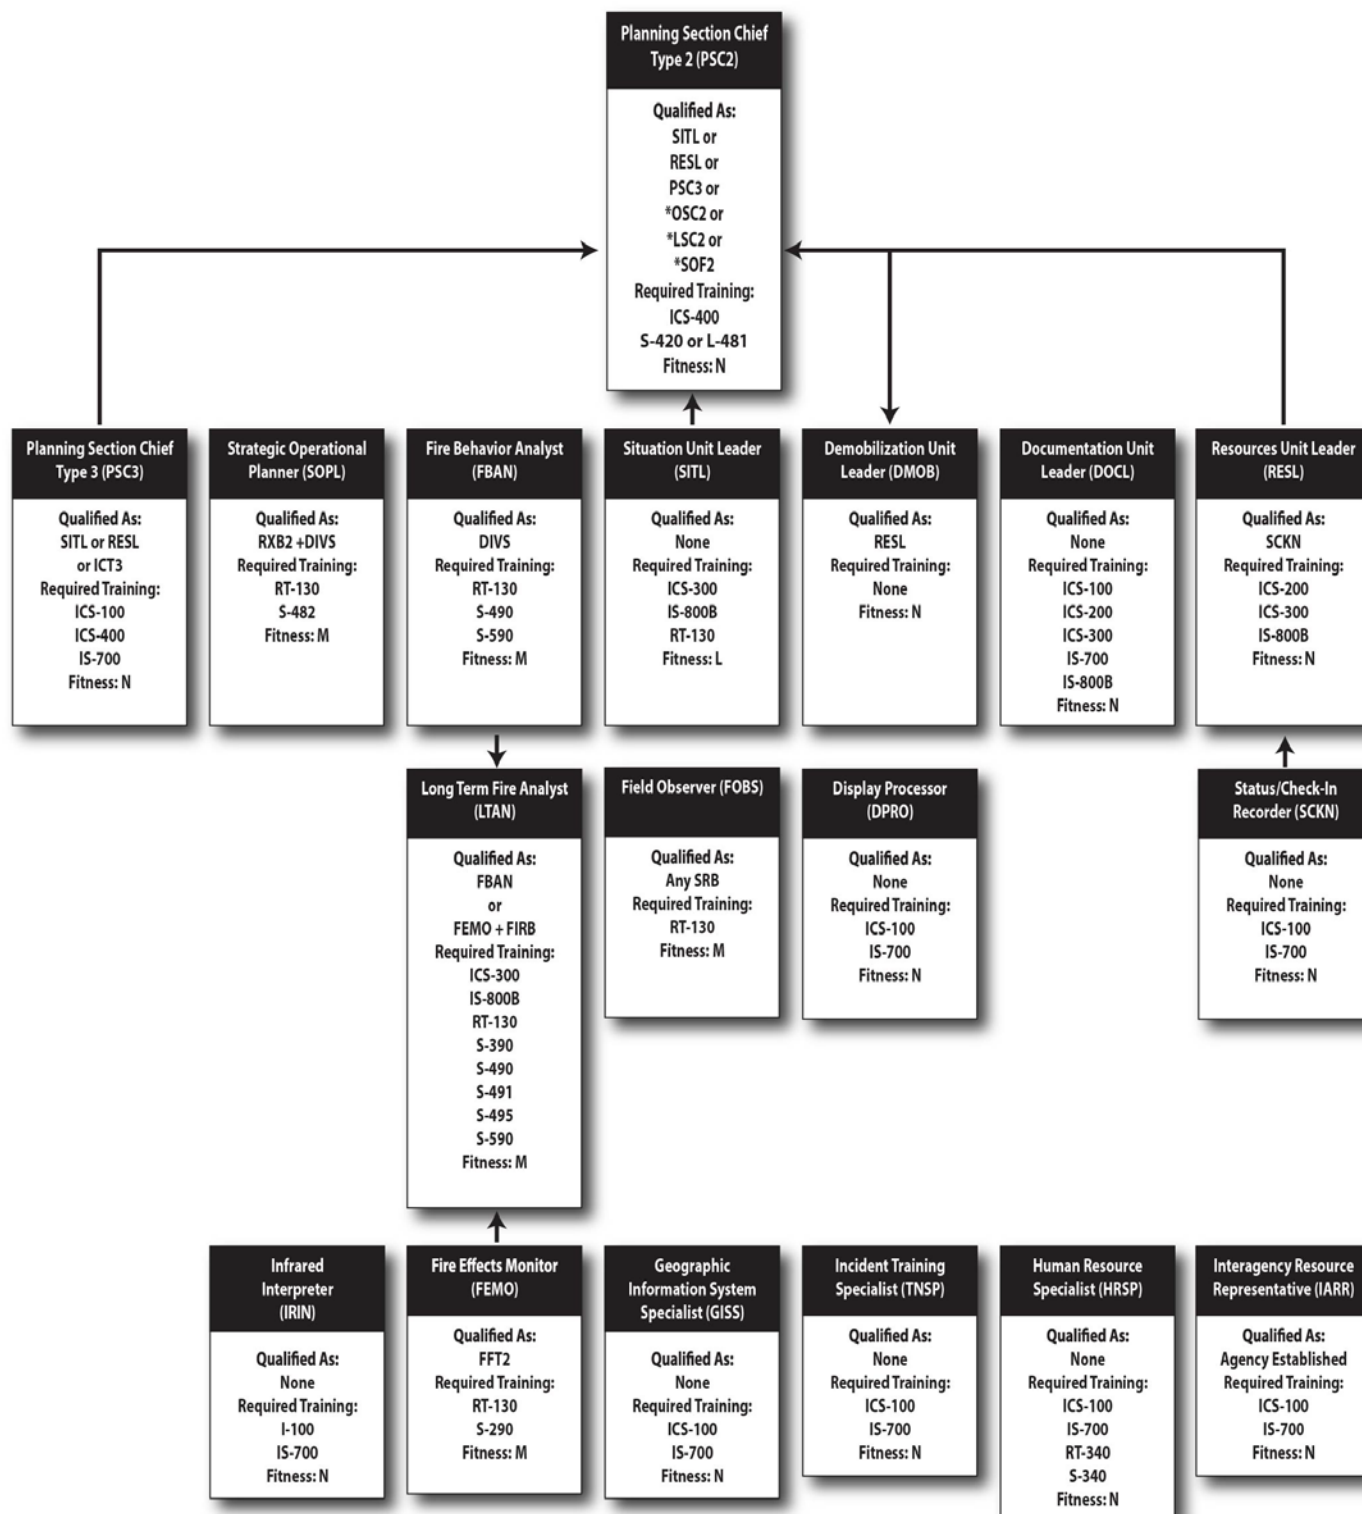 Planning Section Chief
Type 2 (PSC2)
Qualified As:
SITL or
RESL or
PSC3 or
*OSC2 or
*LSC2 or
*SOF2
Required Training:
ICS-400
S-420 or L-481
Fitness: N
Planning Section Chief
Type 3 (PSC3)
Qualified As:
SITL or RESL
or ICT3
Required Training:
ICS-100
ICS-400
IS-700
Fitness: N
Strategic Operational
Planner (SOPL)
Qualified As:
RXB2 +DIVS
Required Training:
RT-130
S-482
Fitness: M
Fire Behavior Analyst
(FBAN)
Qualified As:
DIVS
Required Training:
RT-130
S-490
S-590
Fitness: M
Situation Unit Leader
(SITL)
Qualified As:
None
Required Training:
ICS-300
IS-800B
RT-130
Fitness: L
Demobilization Unit
Leader (DMOB)
Qualified As:
RESL
Required Training:
None
Fitness: N
Documentation Unit
Leader (DOCL)
Qualified As:
None
Required Training:
ICS-100
ICS-200
ICS-300
IS-700
IS-800B
Fitness: N
Resources Unit Leader
(RESL)
Qualified As:
SCKN
Required Training:
ICS-200
ICS-300
IS-800B
Fitness: N
Long Term Fire Analyst
(LTAN)
Qualified As:
FBAN
or
FEMO + FIRB
Required Training:
ICS-300
IS-800B
RT-130
S-390
S-490
S-491
S-495
S-590
Fitness: M
Field Observer (FOBS)
Qualified As:
Any SRB
Required Training:
RT-130
Fitness: M
Display Processor
(DPRO)
Qualified As:
None
Required Training:
ICS-100
IS-700
Fitness: N
Status/Check-In
Recorder (SCKN)
Qualified As:
None
Required Training:
ICS-100
IS-700
Fitness: N
Infrared
Interpreter
(IRIN)
Qualified As:
None
Required Training:
I-100
IS-700
Fitness: N
Fire Effects Monitor
(FEMO)
Qualified As:
FFT2
Required Training:
RT-130
S-290
Fitness: M
Geographic
Information System
Specialist (GISS)
Qualified As:
None
Required Training:
ICS-100
IS-700
Fitness: N
Incident Training
Specialist (TNSP)
Qualified As:
None
Required Training:
ICS-100
IS-700
Fitness: N
Human Resource
Specialist (HRSP)
Qualified As:
None
Required Training:
ICS-100
IS-700
RT-340
S-340
Fitness: N
Interagency Resource
Representative (IARR)
Qualified As:
Agency Established
Required Training:
ICS-100
IS-700
Fitness: N